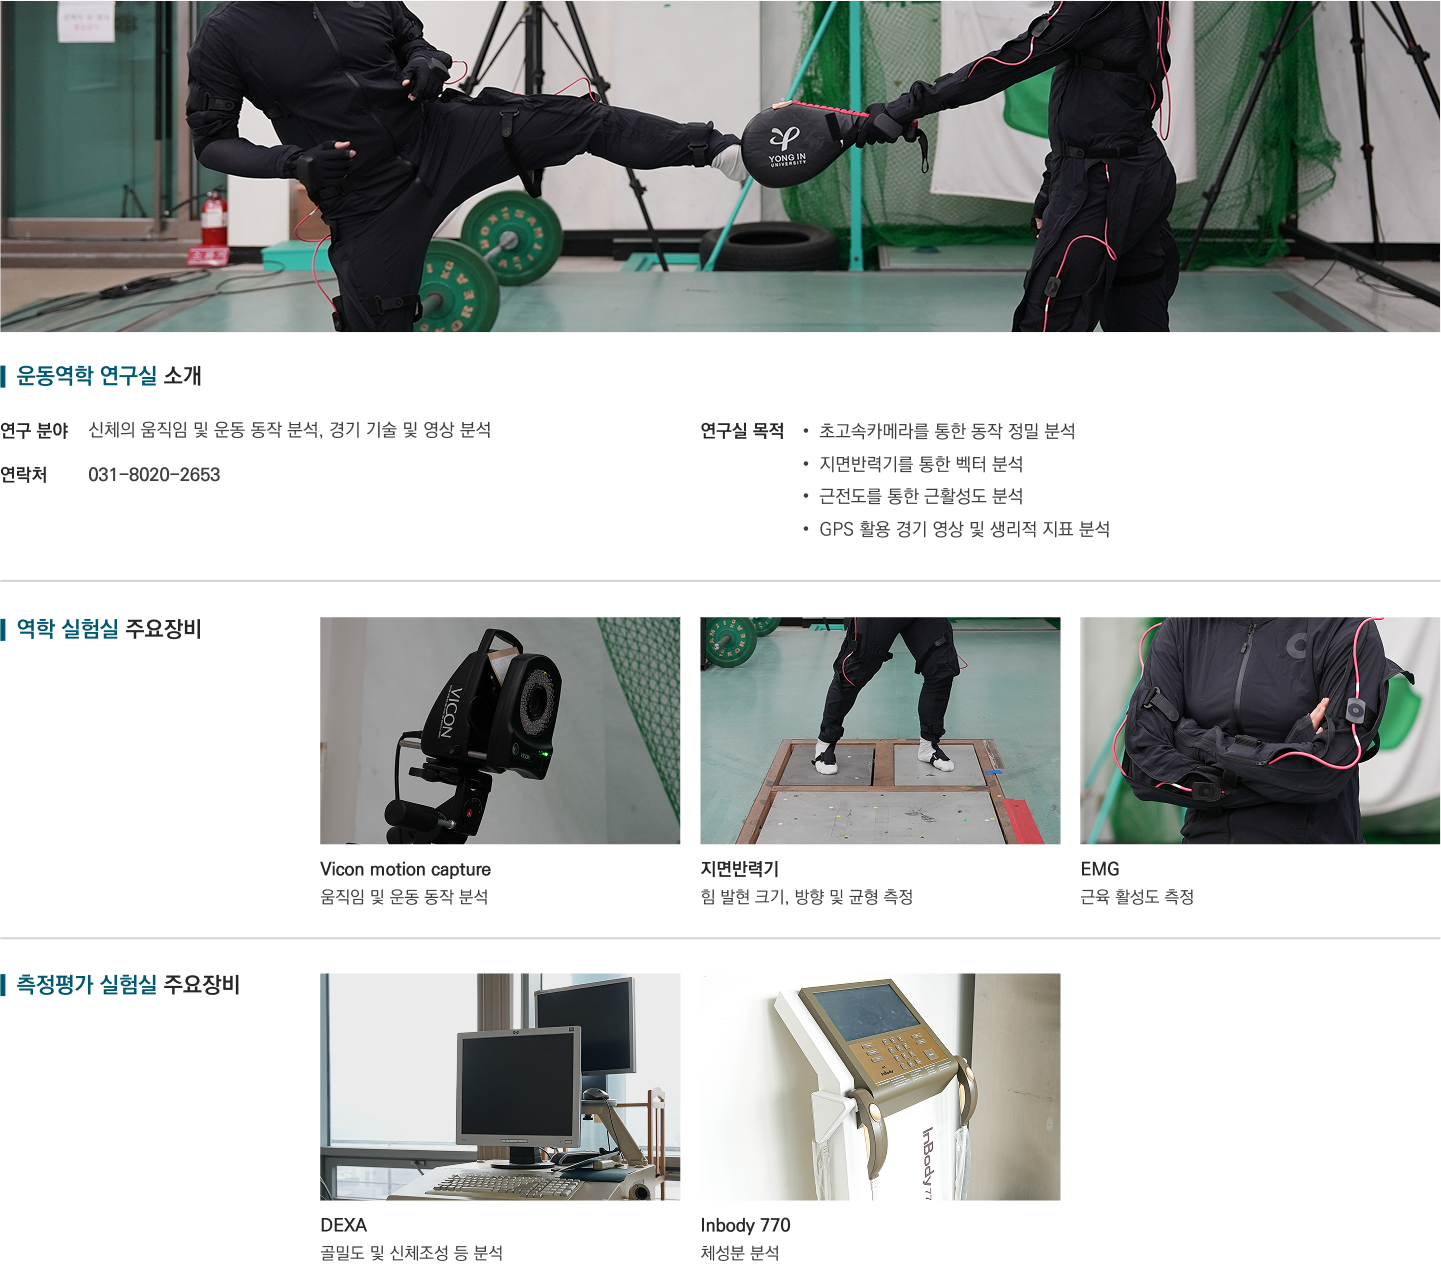 YONG IN
UNIVERSITY
운동역학 연구실 소개
연구 분야 신체의 움직임 및 운동 동작 분석, 경기 기술 및 영상 분석
연락처 031-8020-2653
연구실 목적 • 초고속카메라를 통한 동작 정밀 분석
• 지면반력기를 통한 벡터 분석
• 근전도를 통한 근활성도 분석
• GPS 활용 경기 영상 및 생리적 지표 분석
역학 실험실 주요장비
VICON
Vicon motion capture
움직임 및 운동 동작 분석
지면반력기
힘 발현 크기, 방향 및 균형 측정
EMG
근육 활성도 측정
측정평가 실험실 주요장비
DEXA
골밀도 및 신체조성 등 분석
InBody
InBody 77
Inbody 770
체성분 분석